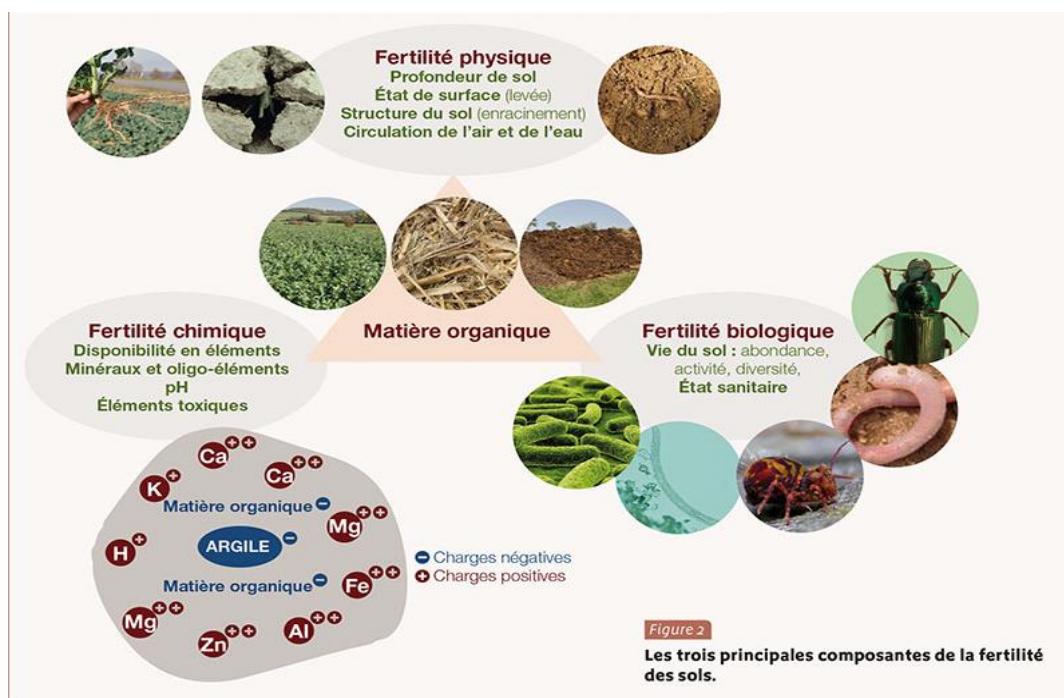 Fertilité physique
Profondeur de sol
État de surface (levée)
Structure du sol (enracinement)
Circulation de l'air et de l'eau
Matière organique
Fertilité chimique
Disponibilité en éléments
Minéraux et oligo-éléments
pH
Éléments toxiques
Fertilité biologique
Vie du sol : abondance,
activité, diversité,
État sanitaire
Ca ++
Ca ++
K +
Matière organique −
Mg ++
H +
ARGILE −
Matière organique −
Fe ++
Mg ++
Zn ++
Al ++
− Charges négatives
+ Charges positives
Figure 2
Les trois principales composantes de la fertilité
des sols.